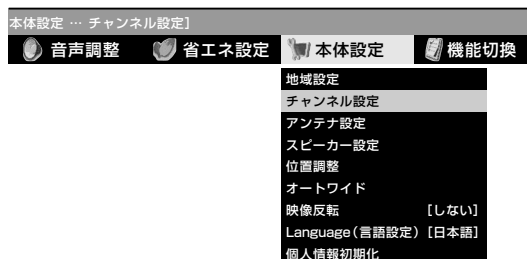 本体設定 … チャンネル設定]
音声調整 省エネ設定 本体設定 機能切換
地域設定
チャンネル設定
アンテナ設定
スピーカー設定
位置調整
オートワイド
映像反転 [しない]
Language(言語設定) [日本語]
個人情報初期化